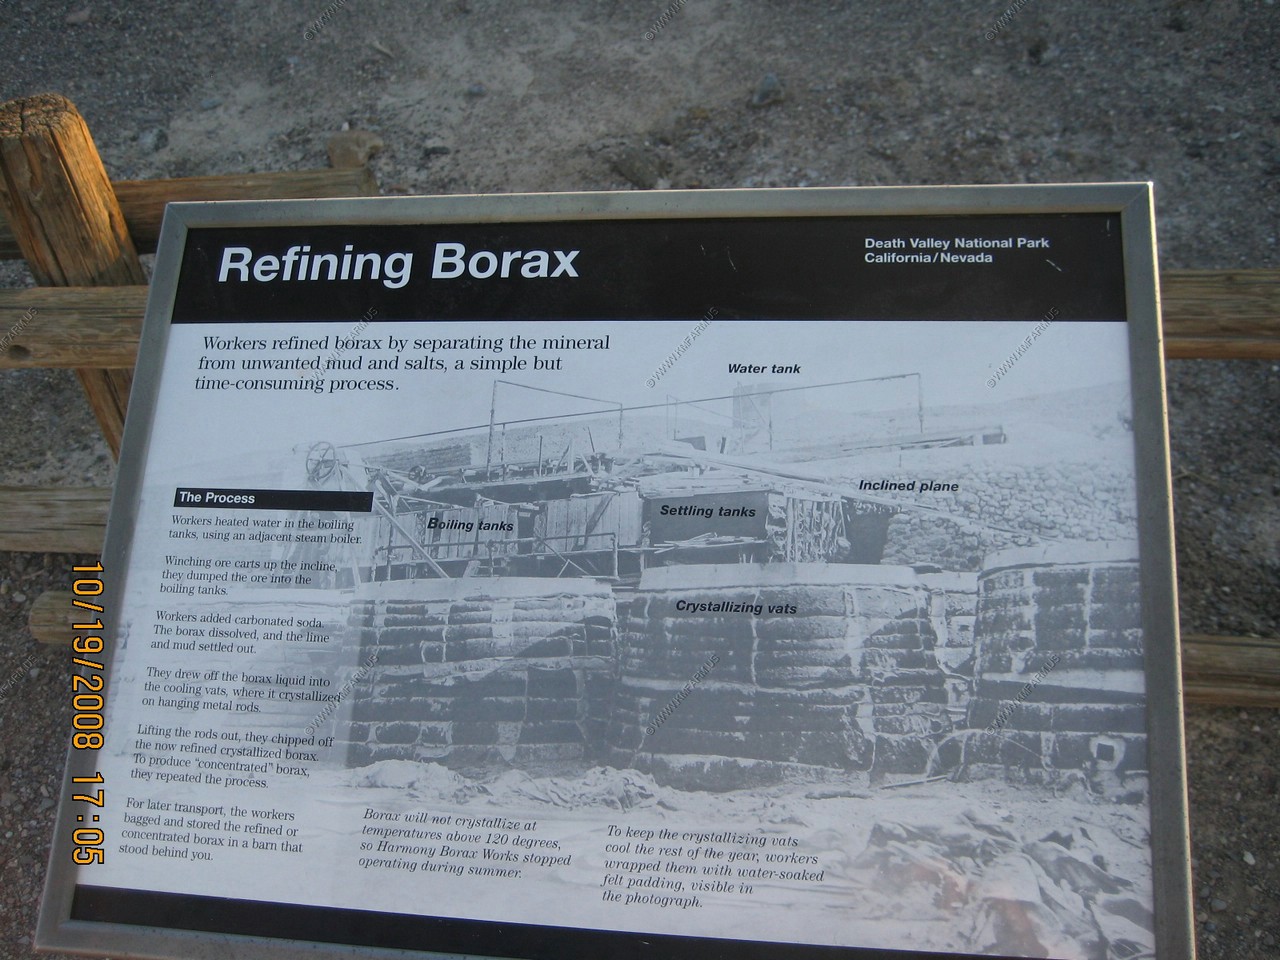 Refining Borax
Death Valley National Park
California/Nevada
Workers refined borax by separating the mineral
from unwanted mud and salts, a simple but
time-consuming process.
Water tank
Inclined plane
Boiling tanks
Settling tanks
Crystallizing vats
The Process
Workers heated water in the boiling
tanks, using an adjacent steam boiler.
Winching ore carts up the incline,
they dumped the ore into the
boiling tanks.
Workers added carbonated soda.
The borax dissolved, and the lime
and mud settled out.
They drew off the borax liquid into
the cooling vats, where it crystallized
on hanging metal rods.
Lifting the rods out, they chipped off
the now refined crystallized borax.
To produce "concentrated" borax,
they repeated the process.
For later transport, the workers
bagged and stored the refined or
concentrated borax in a barn that
stood behind you.
Borax will not crystallize at
temperatures above 120 degrees,
so Harmony Borax Works stopped
operating during summer.
To keep the crystallizing vats
cool the rest of the year, workers
wrapped them with water-soaked
felt padding, visible in
the photograph.
10/19/2008 17:05